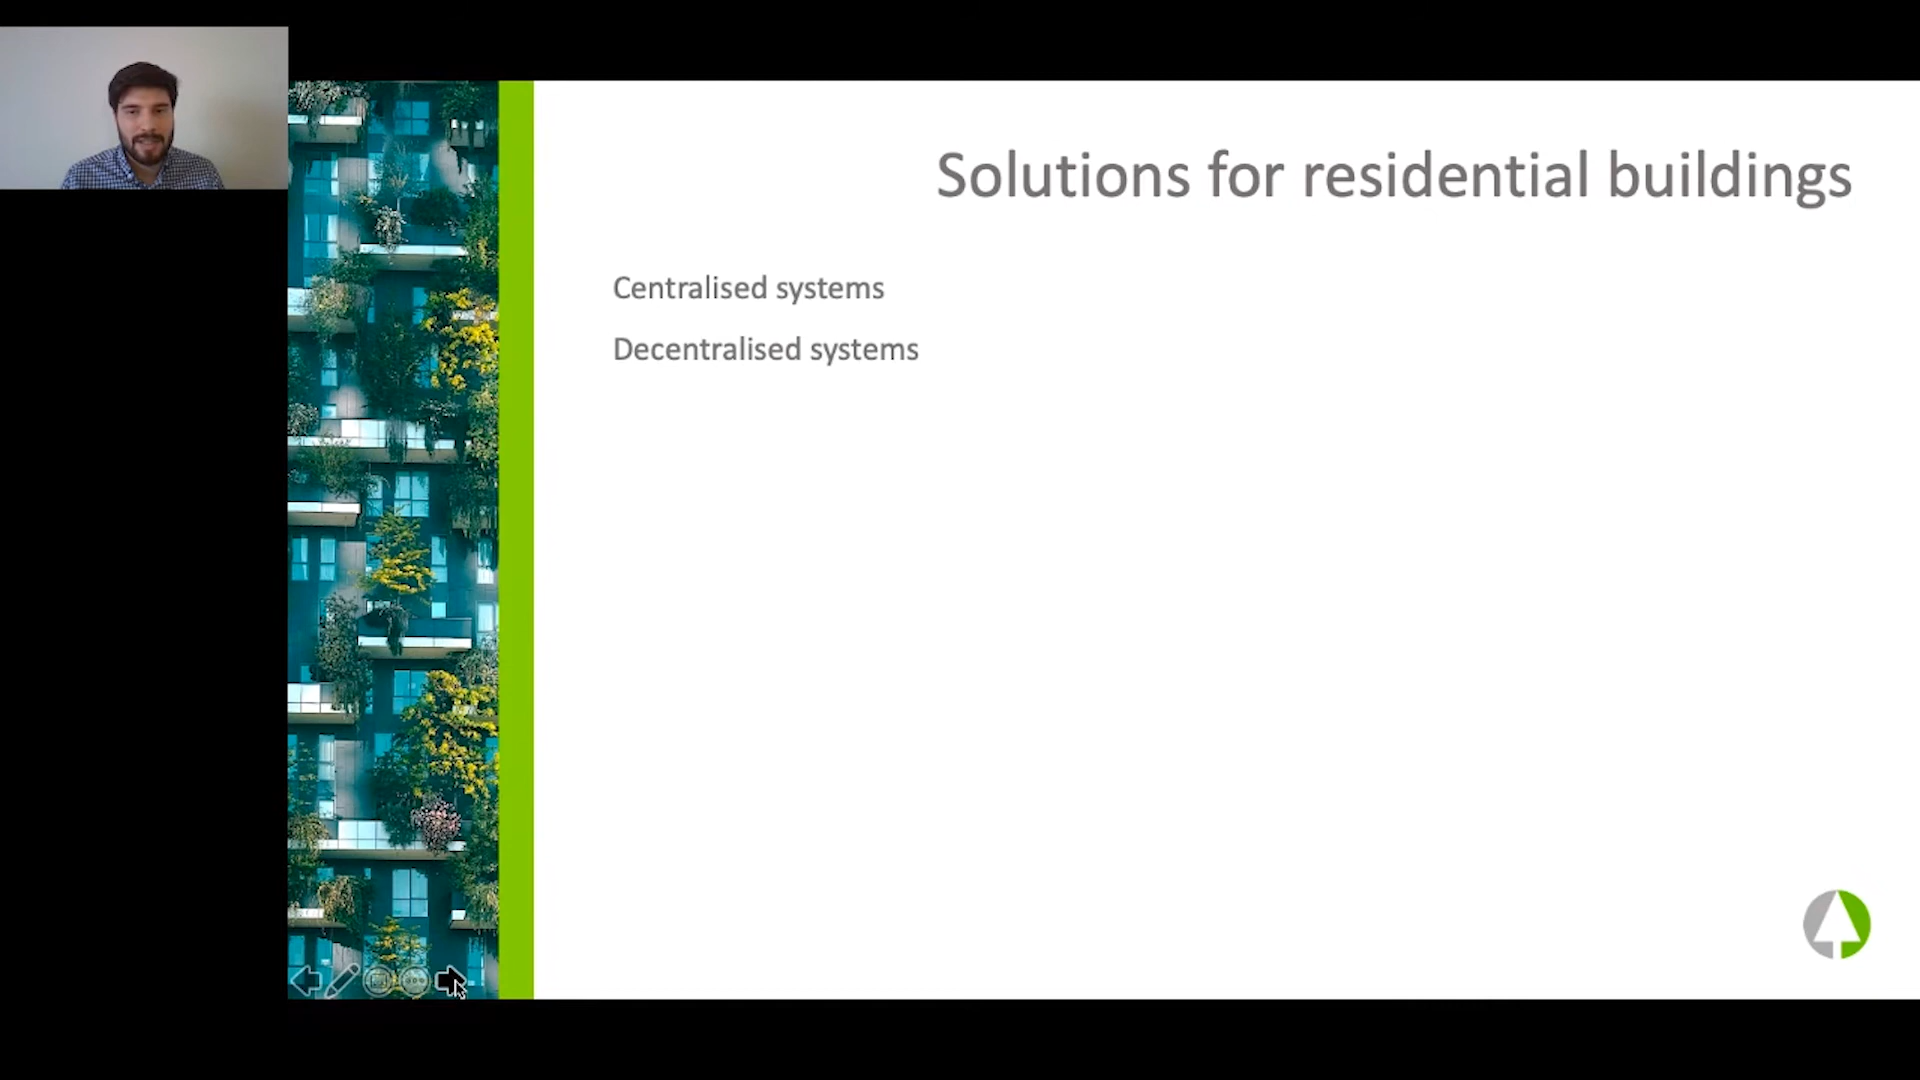 Solutions for residential buildings
Centralised systems
Decentralised systems